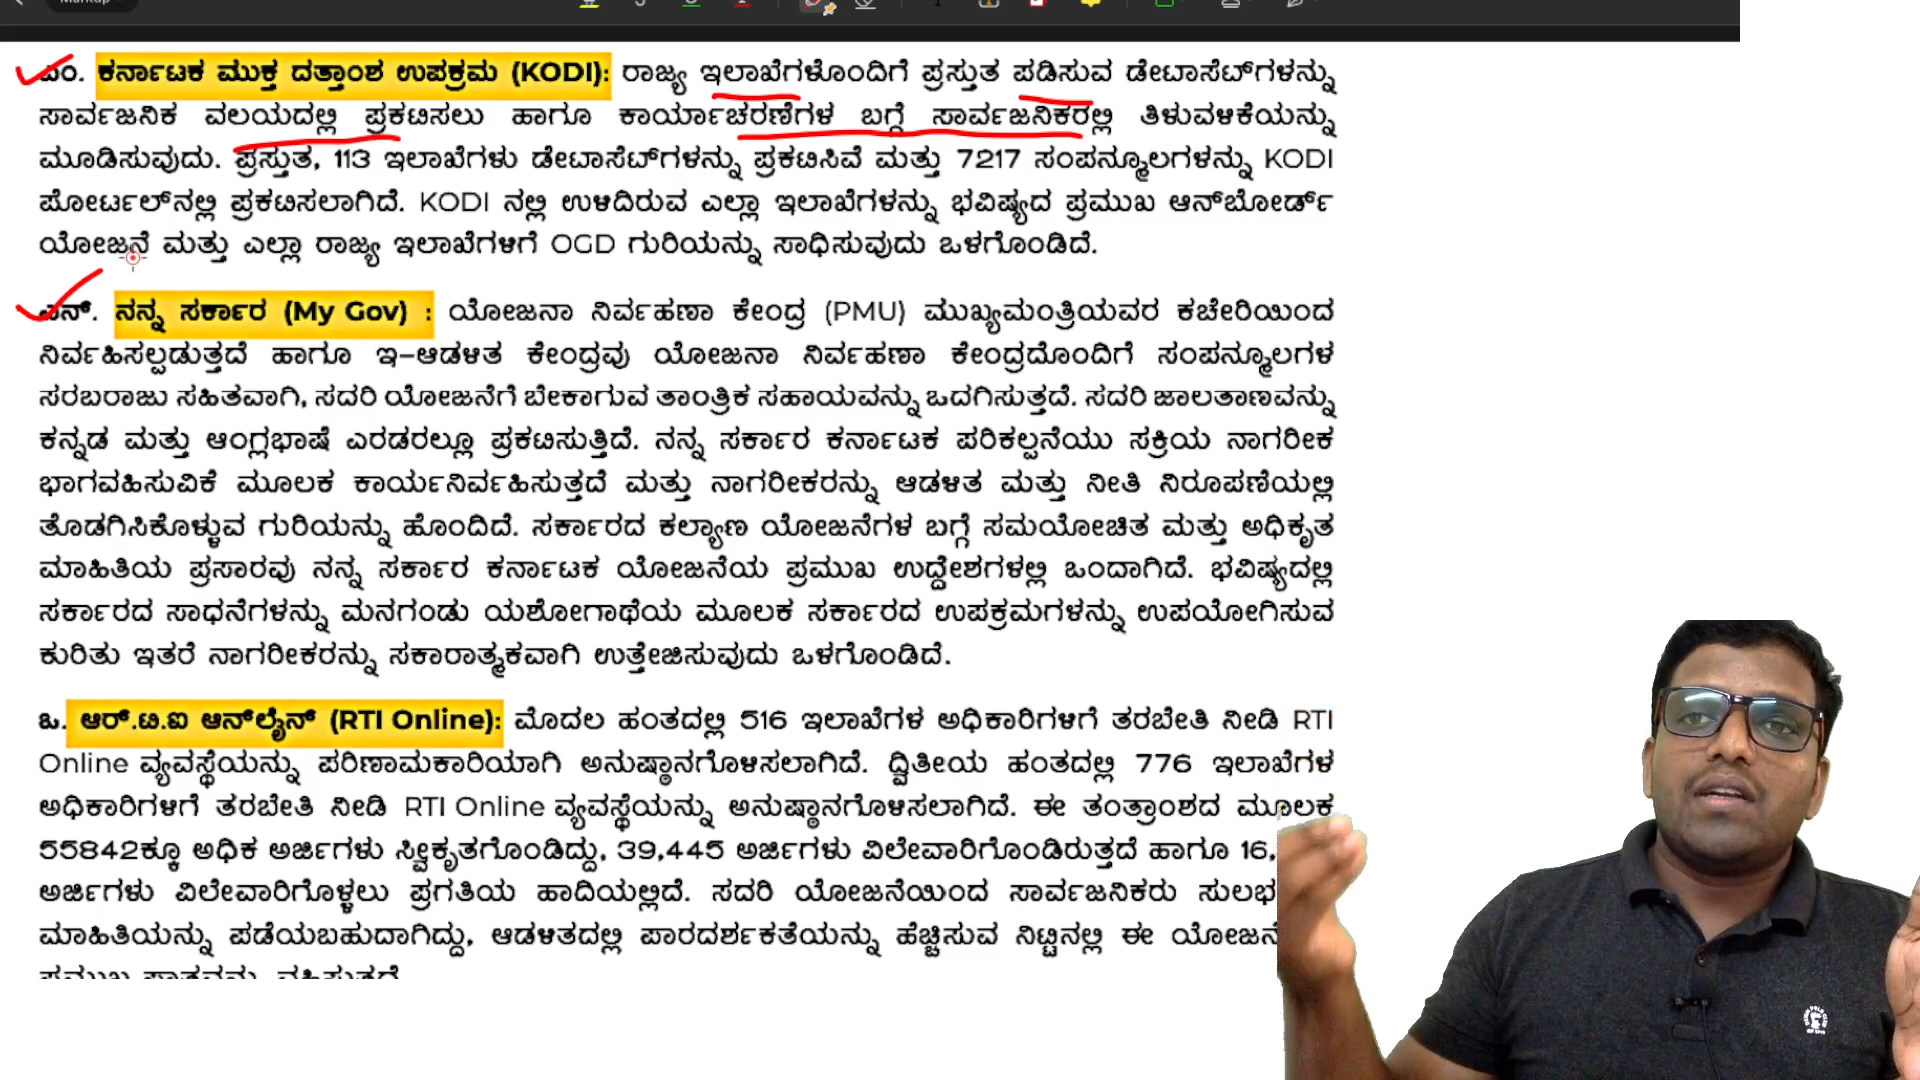 ಎಂ. ಕರ್ನಾಟಕ ಮುಕ್ತ ದತ್ತಾಂಶ ಉಪಕ್ರಮ (KODI): ರಾಜ್ಯ ಇಲಾಖೆಗಳೊಂದಿಗೆ ಪ್ರಸ್ತುತ ಪಡಿಸುವ ಡೇಟಾಸೆಟ್‌ಗಳನ್ನು
ಸಾರ್ವಜನಿಕ ವಲಯದಲ್ಲಿ ಪ್ರಕಟಿಸಲು ಹಾಗೂ ಕಾರ್ಯಾಚರಣೆಗಳ ಬಗ್ಗೆ ಸಾರ್ವಜನಿಕರಲ್ಲಿ ತಿಳುವಳಿಕೆಯನ್ನು
ಮೂಡಿಸುವುದು. ಪ್ರಸ್ತುತ, 113 ಇಲಾಖೆಗಳು ಡೇಟಾಸೆಟ್‌ಗಳನ್ನು ಪ್ರಕಟಿಸಿವೆ ಮತ್ತು 7217 ಸಂಪನ್ಮೂಲಗಳನ್ನು KODI
ಪೋರ್ಟಲ್‌ನಲ್ಲಿ ಪ್ರಕಟಿಸಲಾಗಿದೆ. KODI ನಲ್ಲಿ ಉಳಿದಿರುವ ಎಲ್ಲಾ ಇಲಾಖೆಗಳನ್ನು ಭವಿಷ್ಯದ ಪ್ರಮುಖ ಆನ್‌ಬೋರ್ಡ್
ಯೋಜನೆ ಮತ್ತು ಎಲ್ಲಾ ರಾಜ್ಯ ಇಲಾಖೆಗಳಿಗೆ OGD ಗುರಿಯನ್ನು ಸಾಧಿಸುವುದು ಒಳಗೊಂಡಿದೆ.
ಎನ್. ನನ್ನ ಸರ್ಕಾರ (My Gov) : ಯೋಜನಾ ನಿರ್ವಹಣಾ ಕೇಂದ್ರ (PMU) ಮುಖ್ಯಮಂತ್ರಿಯವರ ಕಚೇರಿಯಿಂದ
ನಿರ್ವಹಿಸಲ್ಪಡುತ್ತದೆ ಹಾಗೂ ಇ-ಆಡಳಿತ ಕೇಂದ್ರವು ಯೋಜನಾ ನಿರ್ವಹಣಾ ಕೇಂದ್ರದೊಂದಿಗೆ ಸಂಪನ್ಮೂಲಗಳ
ಸರಬರಾಜು ಸಹಿತವಾಗಿ, ಸದರಿ ಯೋಜನೆಗೆ ಬೇಕಾಗುವ ತಾಂತ್ರಿಕ ಸಹಾಯವನ್ನು ಒದಗಿಸುತ್ತದೆ. ಸದರಿ ಜಾಲತಾಣವನ್ನು
ಕನ್ನಡ ಮತ್ತು ಆಂಗ್ಲಭಾಷೆ ಎರಡರಲ್ಲೂ ಪ್ರಕಟಿಸುತ್ತಿದೆ. ನನ್ನ ಸರ್ಕಾರ ಕರ್ನಾಟಕ ಪರಿಕಲ್ಪನೆಯು ಸಕ್ರಿಯ ನಾಗರೀಕ
ಭಾಗವಹಿಸುವಿಕೆ ಮೂಲಕ ಕಾರ್ಯನಿರ್ವಹಿಸುತ್ತದೆ ಮತ್ತು ನಾಗರೀಕರನ್ನು ಆಡಳಿತ ಮತ್ತು ನೀತಿ ನಿರೂಪಣೆಯಲ್ಲಿ
ತೊಡಗಿಸಿಕೊಳ್ಳುವ ಗುರಿಯನ್ನು ಹೊಂದಿದೆ. ಸರ್ಕಾರದ ಕಲ್ಯಾಣ ಯೋಜನೆಗಳ ಬಗ್ಗೆ ಸಮಯೋಚಿತ ಮತ್ತು ಅಧಿಕೃತ
ಮಾಹಿತಿಯ ಪ್ರಸಾರವು ನನ್ನ ಸರ್ಕಾರ ಕರ್ನಾಟಕ ಯೋಜನೆಯ ಪ್ರಮುಖ ಉದ್ದೇಶಗಳಲ್ಲಿ ಒಂದಾಗಿದೆ. ಭವಿಷ್ಯದಲ್ಲಿ
ಸರ್ಕಾರದ ಸಾಧನೆಗಳನ್ನು ಮನಗಂಡು ಯಶೋಗಾಥೆಯ ಮೂಲಕ ಸರ್ಕಾರದ ಉಪಕ್ರಮಗಳನ್ನು ಉಪಯೋಗಿಸುವ
ಕುರಿತು ಇತರೆ ನಾಗರೀಕರನ್ನು ಸಕಾರಾತ್ಮಕವಾಗಿ ಉತ್ತೇಜಿಸುವುದು ಒಳಗೊಂಡಿದೆ.
ಒ. ಆರ್.ಟಿ.ಐ ಆನ್‌ಲೈನ್ (RTI Online): ಮೊದಲ ಹಂತದಲ್ಲಿ 516 ಇಲಾಖೆಗಳ ಅಧಿಕಾರಿಗಳಿಗೆ ತರಬೇತಿ ನೀಡಿ RTI
Online ವ್ಯವಸ್ಥೆಯನ್ನು ಪರಿಣಾಮಕಾರಿಯಾಗಿ ಅನುಷ್ಠಾನಗೊಳಿಸಲಾಗಿದೆ. ದ್ವಿತೀಯ ಹಂತದಲ್ಲಿ 776 ಇಲಾಖೆಗಳ
ಅಧಿಕಾರಿಗಳಿಗೆ ತರಬೇತಿ ನೀಡಿ RTI Online ವ್ಯವಸ್ಥೆಯನ್ನು ಅನುಷ್ಠಾನಗೊಳಿಸಲಾಗಿದೆ. ಈ ತಂತ್ರಾಂಶದ ಮೂಲಕ
55842ಕ್ಕೂ ಅಧಿಕ ಅರ್ಜಿಗಳು ಸ್ವೀಕೃತಗೊಂಡಿದ್ದು, 39,445 ಅರ್ಜಿಗಳು ವಿಲೇವಾರಿಗೊಂಡಿರುತ್ತದೆ ಹಾಗೂ 16,
ಅರ್ಜಿಗಳು ವಿಲೇವಾರಿಗೊಳ್ಳಲು ಪ್ರಗತಿಯ ಹಾದಿಯಲ್ಲಿದೆ. ಸದರಿ ಯೋಜನೆಯಿಂದ ಸಾರ್ವಜನಿಕರು ಸುಲಭ
ಮಾಹಿತಿಯನ್ನು ಪಡೆಯಬಹುದಾಗಿದ್ದು, ಆಡಳಿತದಲ್ಲಿ ಪಾರದರ್ಶಕತೆಯನ್ನು ಹೆಚ್ಚಿಸುವ ನಿಟ್ಟಿನಲ್ಲಿ ಈ ಯೋಜನೆ